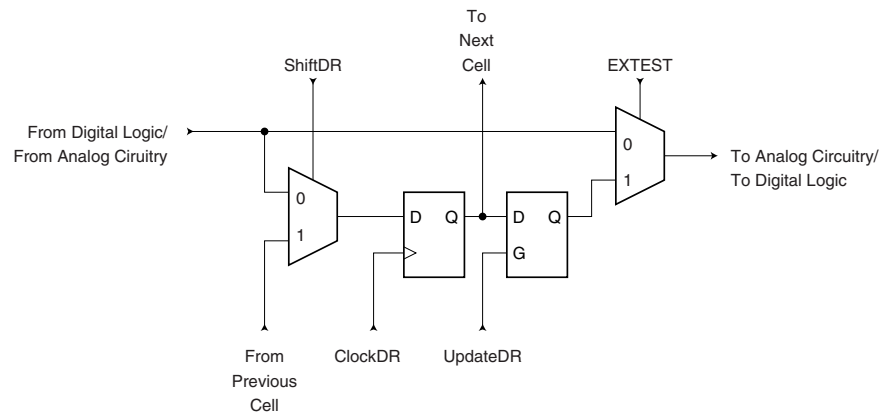 To
Next
Cell
ShiftDR
EXTEST
From Digital Logic/
From Analog Ciruitry
0
1
To Analog Circuitry/
To Digital Logic
0
1
D Q
D Q
G
From
Previous
Cell
ClockDR
UpdateDR